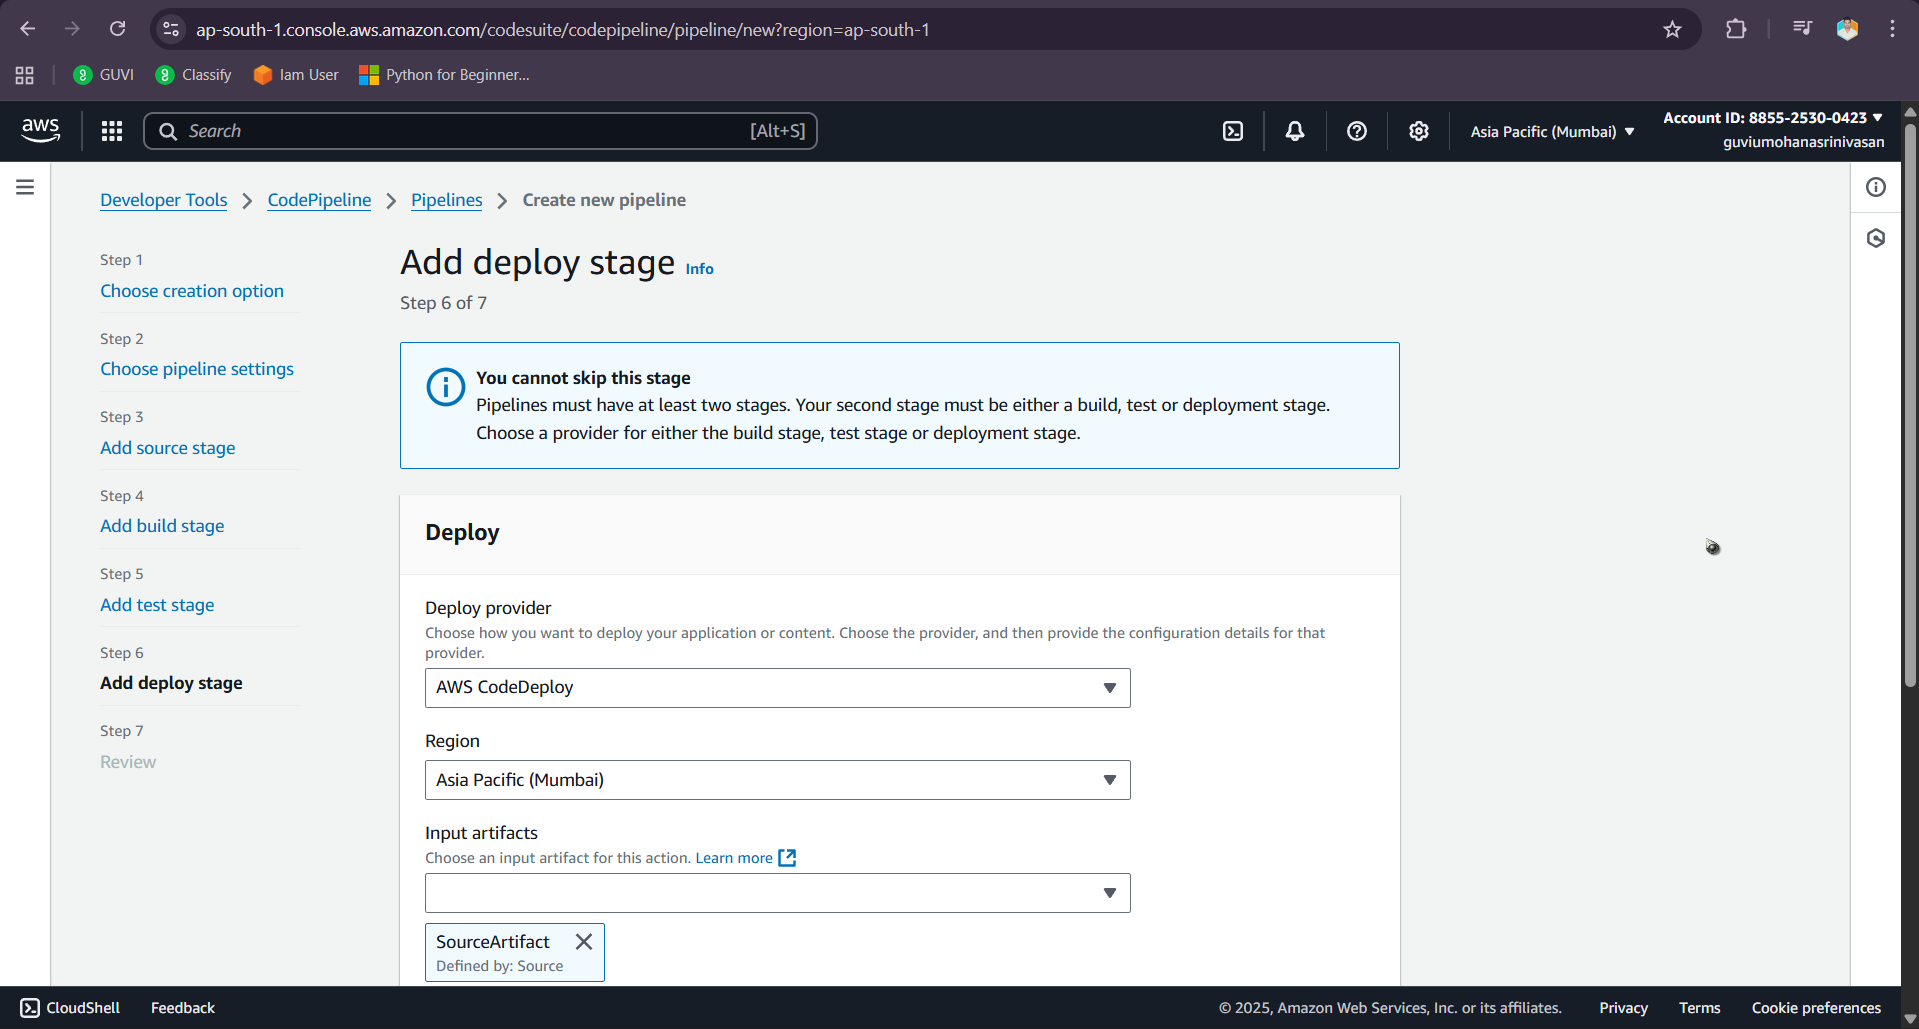 ap-south-1.console.aws.amazon.com/codesuite/codepipeline/pipeline/new?region=ap-south-1
GUVI
Classify
Iam User
Python for Beginner...
aws
Search
[Alt+S]
Asia Pacific (Mumbai)
Account ID: 8855-2530-0423
guviumohanasrinivasan
Developer Tools
CodePipeline
Pipelines
Create new pipeline
Step 1
Choose creation option
Step 2
Choose pipeline settings
Step 3
Add source stage
Step 4
Add build stage
Step 5
Add test stage
Step 6
Add deploy stage
Step 7
Review
Add deploy stage Info
Step 6 of 7
You cannot skip this stage
Pipelines must have at least two stages. Your second stage must be either a build, test or deployment stage.
Choose a provider for either the build stage, test stage or deployment stage.
Deploy
Deploy provider
Choose how you want to deploy your application or content. Choose the provider, and then provide the configuration details for that
provider.
AWS CodeDeploy
Region
Asia Pacific (Mumbai)
Input artifacts
Choose an input artifact for this action. Learn more
SourceArtifact
Defined by: Source
CloudShell
Feedback
© 2025, Amazon Web Services, Inc. or its affiliates.
Privacy
Terms
Cookie preferences